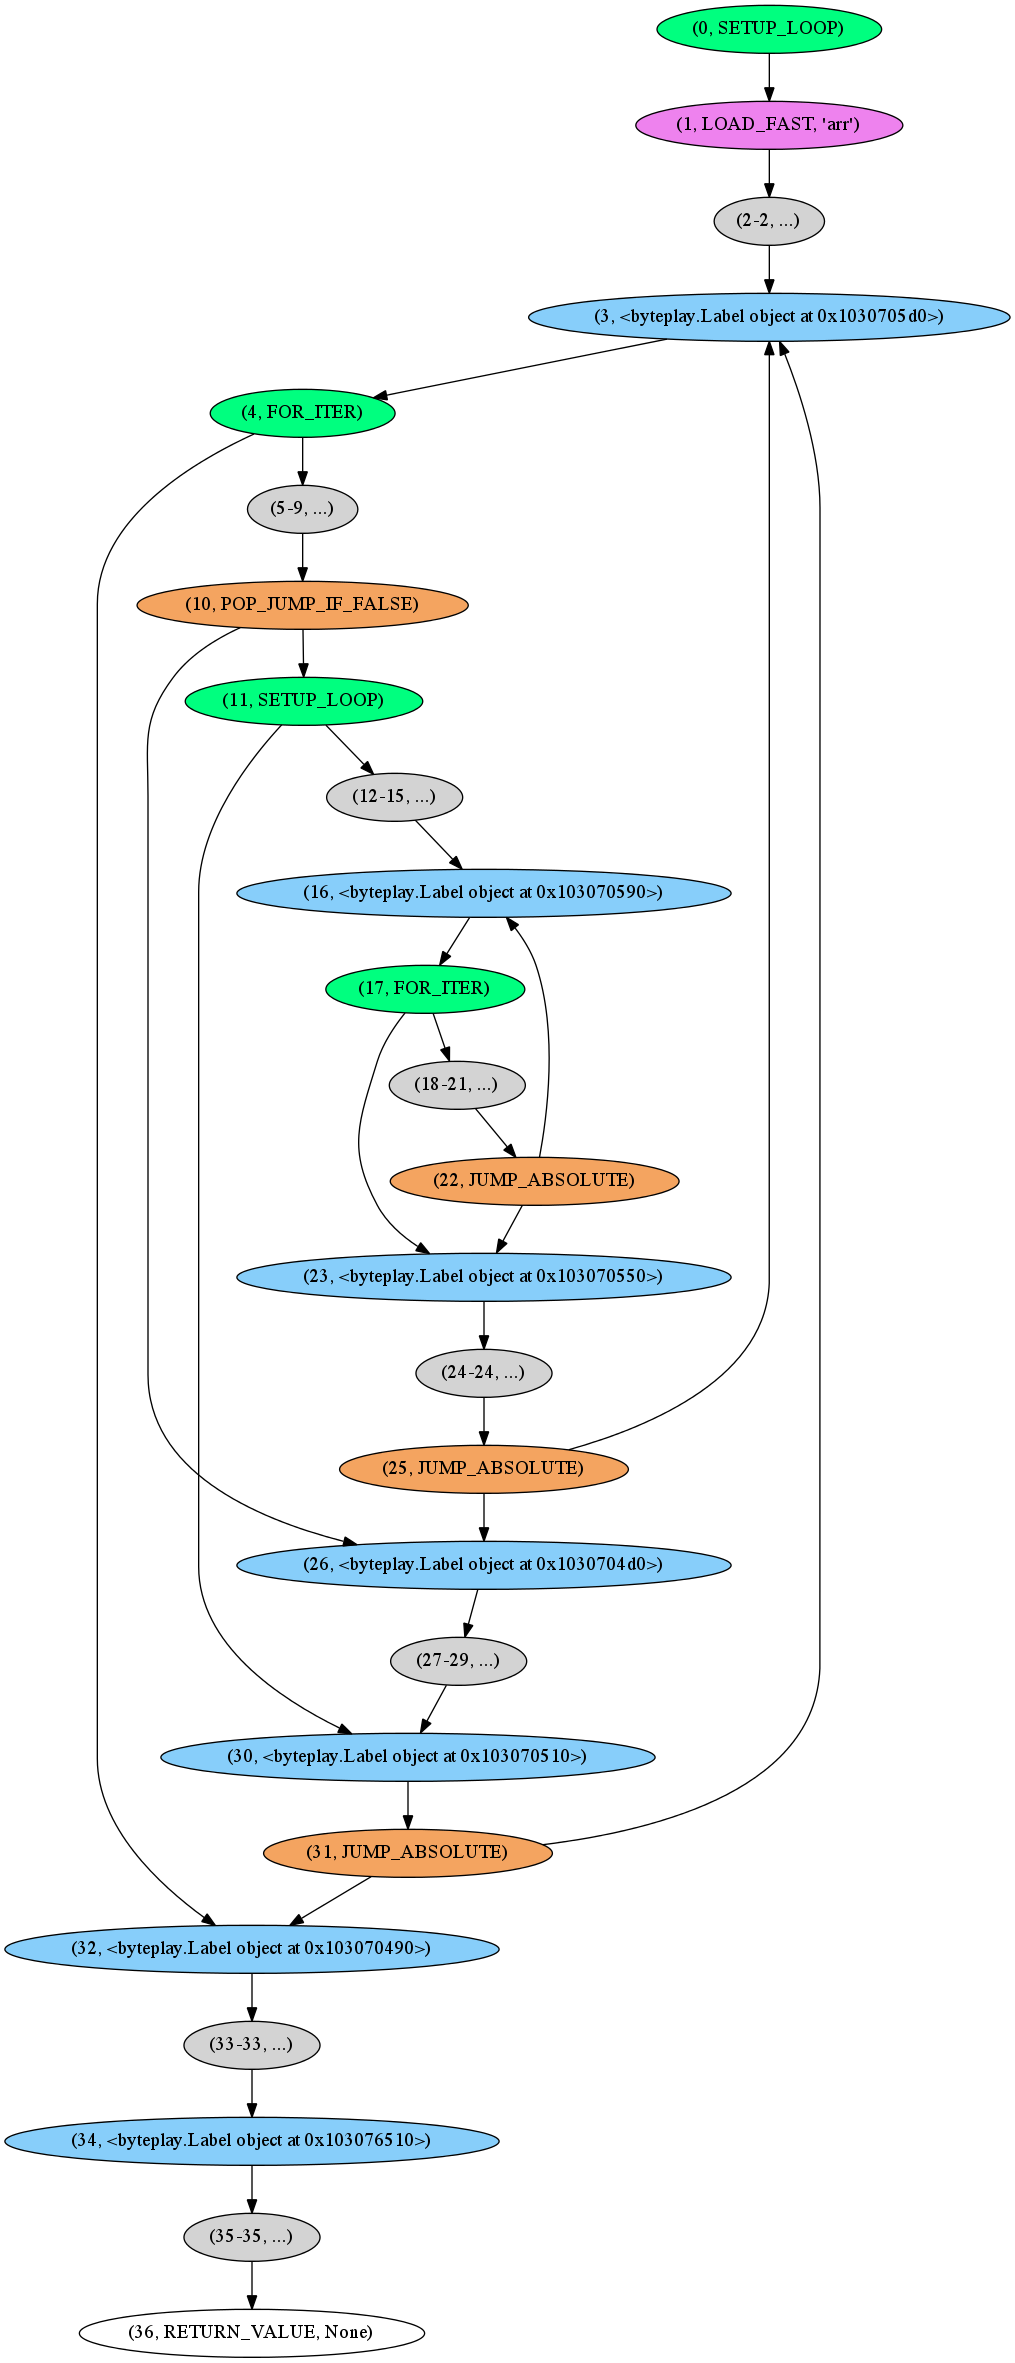 (0, SETUP_LOOP)
(1, LOAD_FAST, 'arr')
(2-2, ...)
(3, <byteplay.Label object at 0x1030705d0>)
(4, FOR_ITER)
(5-9, ...)
(10, POP_JUMP_IF_FALSE)
(11, SETUP_LOOP)
(12-15, ...)
(16, <byteplay.Label object at 0x103070590>)
(17, FOR_ITER)
(18-21, ...)
(22, JUMP_ABSOLUTE)
(23, <byteplay.Label object at 0x103070550>)
(24-24, ...)
(25, JUMP_ABSOLUTE)
(26, <byteplay.Label object at 0x1030704d0>)
(27-29, ...)
(30, <byteplay.Label object at 0x103070510>)
(31, JUMP_ABSOLUTE)
(32, <byteplay.Label object at 0x103070490>)
(33-33, ...)
(34, <byteplay.Label object at 0x103076510>)
(35-35, ...)
(36, RETURN_VALUE, None)